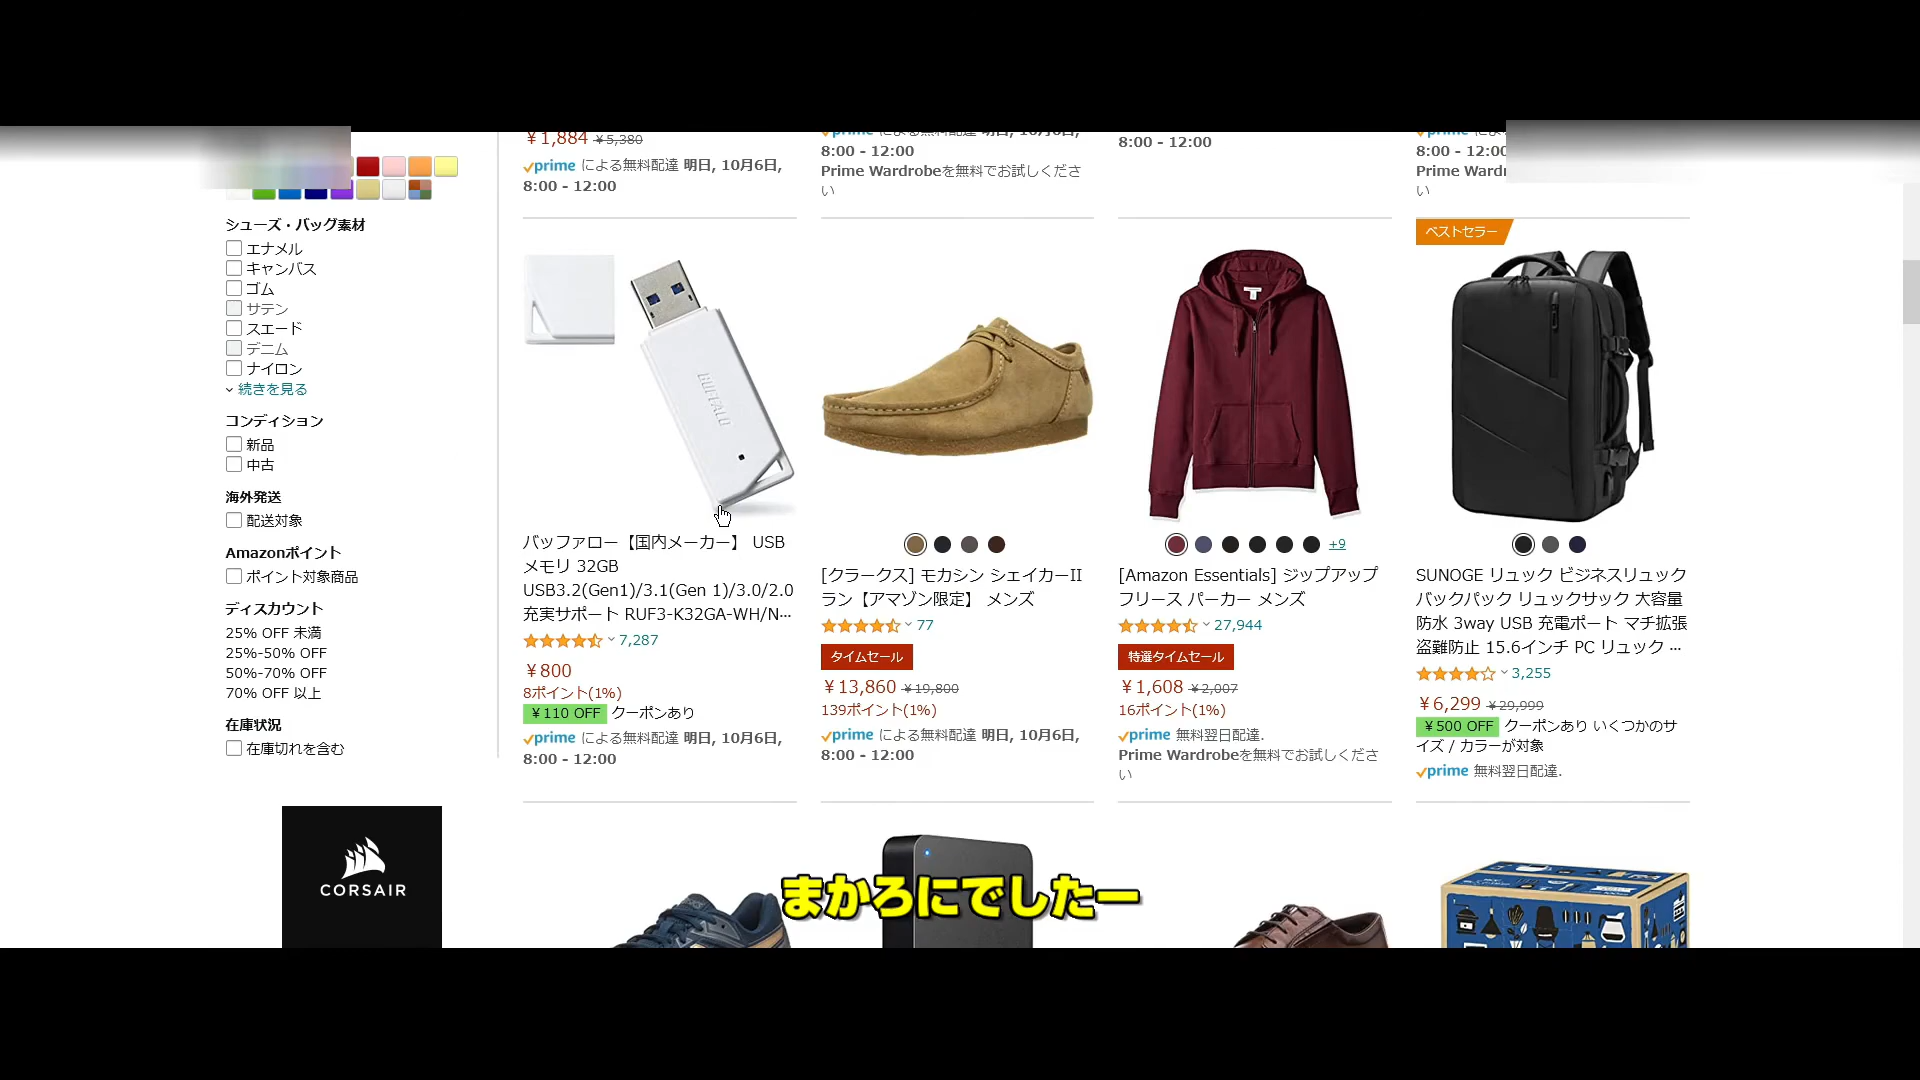 シューズ・バッグ素材
エナメル
キャンバス
ゴム
サテン
スエード
デニム
ナイロン
続きを見る
コンディション
新品
中古
海外発送
配送対象
Amazonポイント
ポイント対象商品
ディスカウント
25% OFF 未満
25%-50% OFF
50%-70% OFF
70% OFF 以上
在庫状況
在庫切れを含む
CORSAIR
￥1,884 ￥5,380
prime による無料配達 明日, 10月6日,
8:00 - 12:00
prime による無料配達 明日, 10月6日,
8:00 - 12:00
Prime Wardrobeを無料でお試しくださ
い
8:00 - 12:00
prime によ
8:00 - 12:00
Prime Ward
い
BUFFALO
バッファロー【国内メーカー】 USB
メモリ 32GB
USB3.2(Gen1)/3.1(Gen 1)/3.0/2.0
充実サポート RUF3-K32GA-WH/N…
7,287
￥800
8ポイント(1%)
￥110 OFF クーポンあり
prime による無料配達 明日, 10月6日,
8:00 - 12:00
[クラークス] モカシン シェイカーII
ラン【アマゾン限定】 メンズ
77
タイムセール
￥13,860 ￥19,800
139ポイント(1%)
prime による無料配達 明日, 10月6日,
8:00 - 12:00
+9
[Amazon Essentials] ジップアップ
フリース パーカー メンズ
27,944
特選タイムセール
￥1,608 ￥2,007
16ポイント(1%)
prime 無料翌日配達.
Prime Wardrobeを無料でお試しくださ
い
ベストセラー
SUNOGE リュック ビジネスリュック
バックパック リュックサック 大容量
防水 3way USB 充電ポート マチ拡張
盗難防止 15.6インチ PC リュック …
3,255
￥6,299 ￥29,999
￥500 OFF クーポンあり いくつかのサ
イズ / カラーが対象
prime 無料翌日配達.
まかろにでしたー